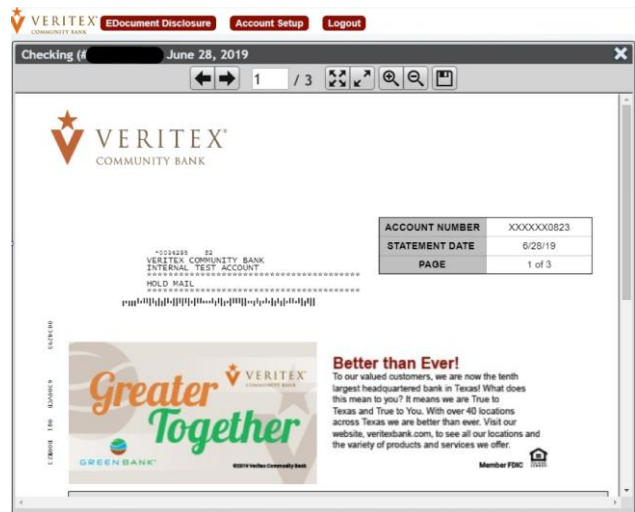 VERITEX
COMMUNITY BANK
EDocument Disclosure Account Setup Logout
Checking (# June 28, 2019
1 / 3
VERITEX
COMMUNITY BANK
ACCOUNT NUMBER XXXXXX0823
STATEMENT DATE 6/28/19
PAGE 1 of 3
VERITEX COMMUNITY BANK
INTERNAL TEST ACCOUNT
HOLD MAIL
Greater
Together
VERITEX
COMMUNITY BANK
GREEN BANK
©2019 Veritex Community Bank
Better than Ever!
To our valued customers, we are now the tenth
largest headquartered bank in Texas! What does
this mean to you? It means we are True to
Texas and True to You. With over 40 locations
across Texas we are better than ever. Visit our
website, veritexbank.com, to see all our locations and
the variety of products and services we offer.
Member FDIC